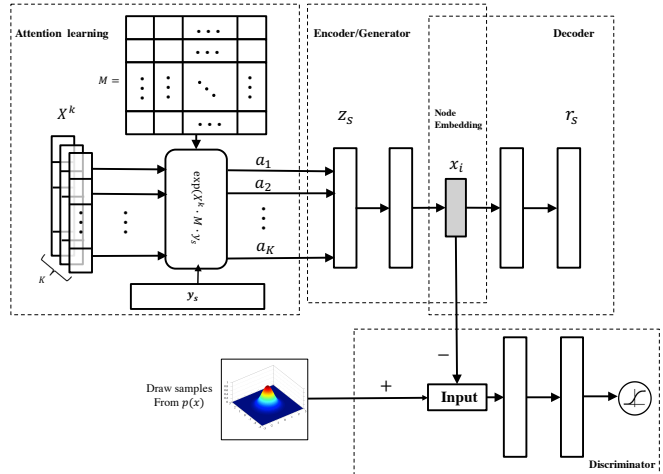 Attention learning
Encoder/Generator
Decoder
M =
X^k
z_s
Node
Embedding
r_s
x_i
a_1
a_2
a_K
exp(X^k · M · y_s
K
y_s
−
Draw samples
From p(x)
+
Input
Discriminator